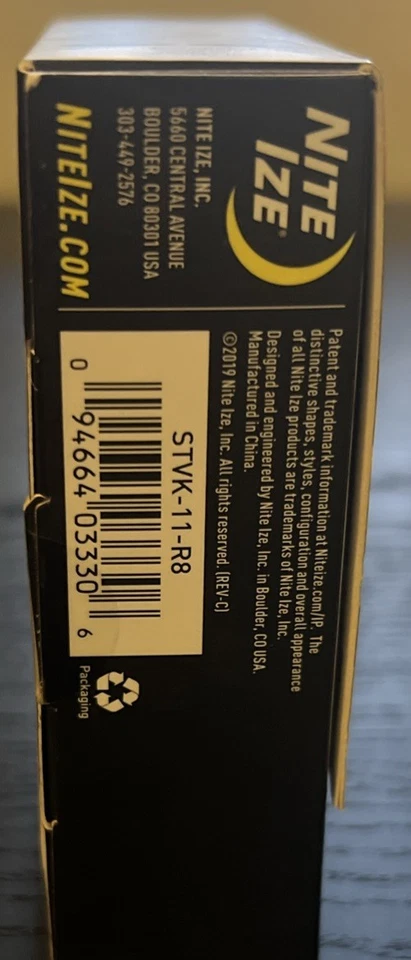 NITE
IZE®
NITE IZE, INC.
5660 CENTRAL AVENUE
BOULDER, CO 80301 USA
303-449-2576
NITEIZE.COM
Patent and trademark information at Niteize.com/IP. The
distinctive shapes, styles, configuration and overall appearance
of all Nite Ize products are trademarks of Nite Ize, Inc.
Designed and engineered by Nite Ize, Inc. in Boulder, CO USA.
Manufactured in China.
©2019 Nite Ize, Inc. All rights reserved. (REV-C)
STVK-11-R8
0 94664 03330 6
Packaging